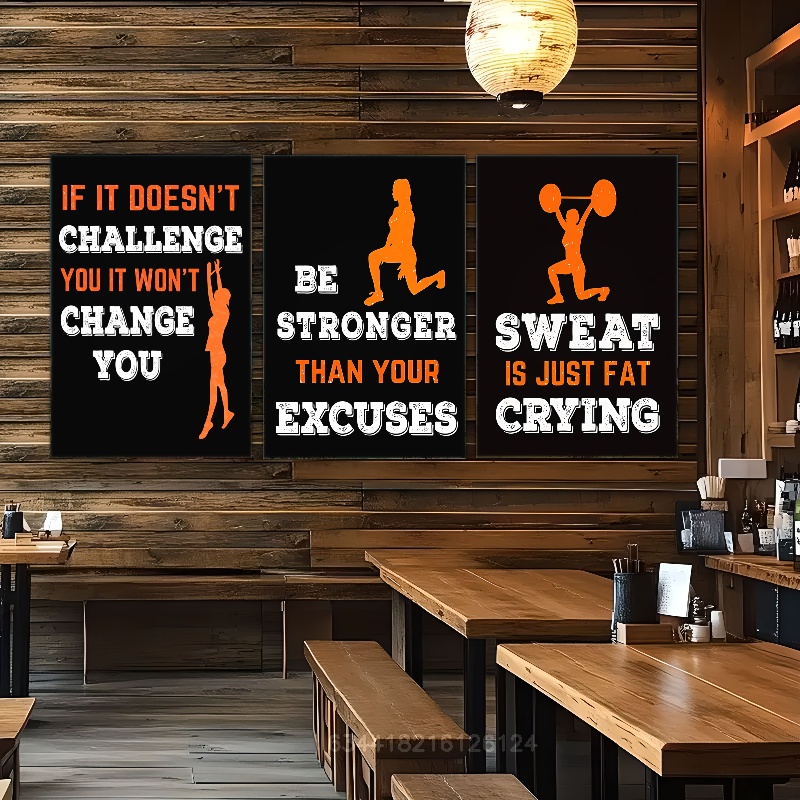 IF IT DOESN'T
CHALLENGE
YOU IT WON'T
CHANGE
YOU
BE
STRONGER
THAN YOUR
EXCUSES
SWEAT
IS JUST FAT
CRYING